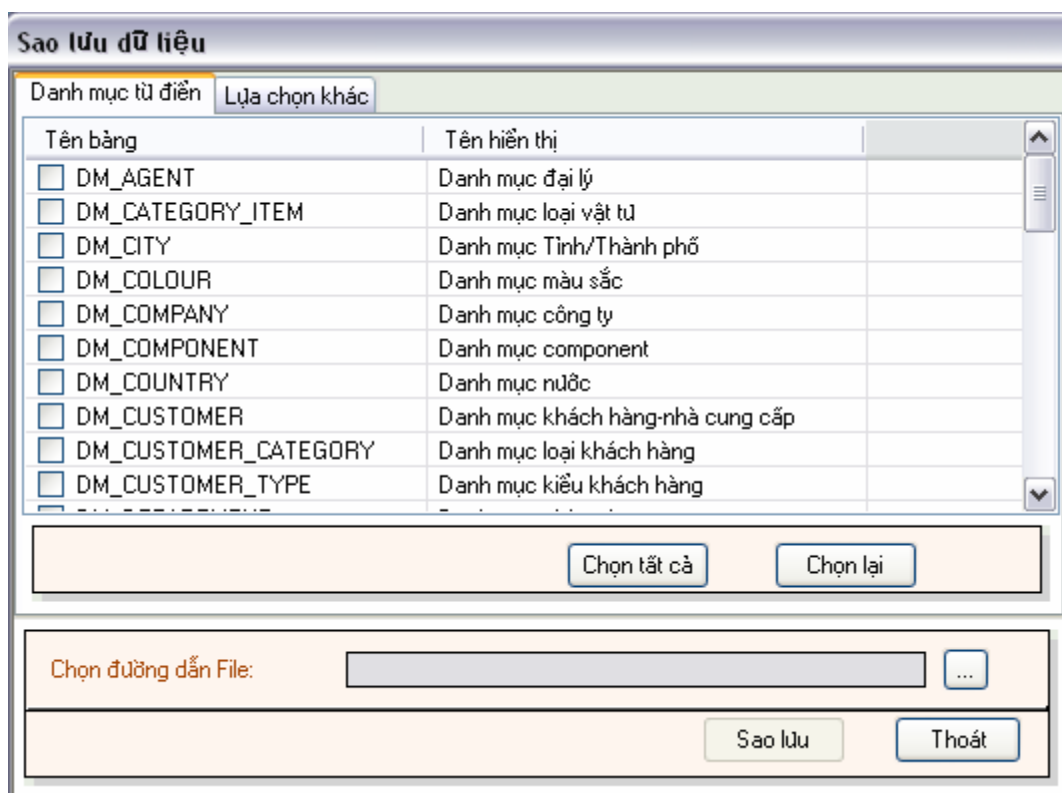 Sao lưu dữ liệu
Danh mục từ điển Lựa chọn khác
Tên bảng Tên hiển thị
DM_AGENT Danh mục đại lý
DM_CATEGORY_ITEM Danh mục loại vật tư
DM_CITY Danh mục Tỉnh/Thành phố
DM_COLOUR Danh mục màu sắc
DM_COMPANY Danh mục công ty
DM_COMPONENT Danh mục component
DM_COUNTRY Danh mục nước
DM_CUSTOMER Danh mục khách hàng-nhà cung cấp
DM_CUSTOMER_CATEGORY Danh mục loại khách hàng
DM_CUSTOMER_TYPE Danh mục kiểu khách hàng
Chọn tất cả Chọn lại
Chọn đường dẫn File: ...
Sao lưu Thoát